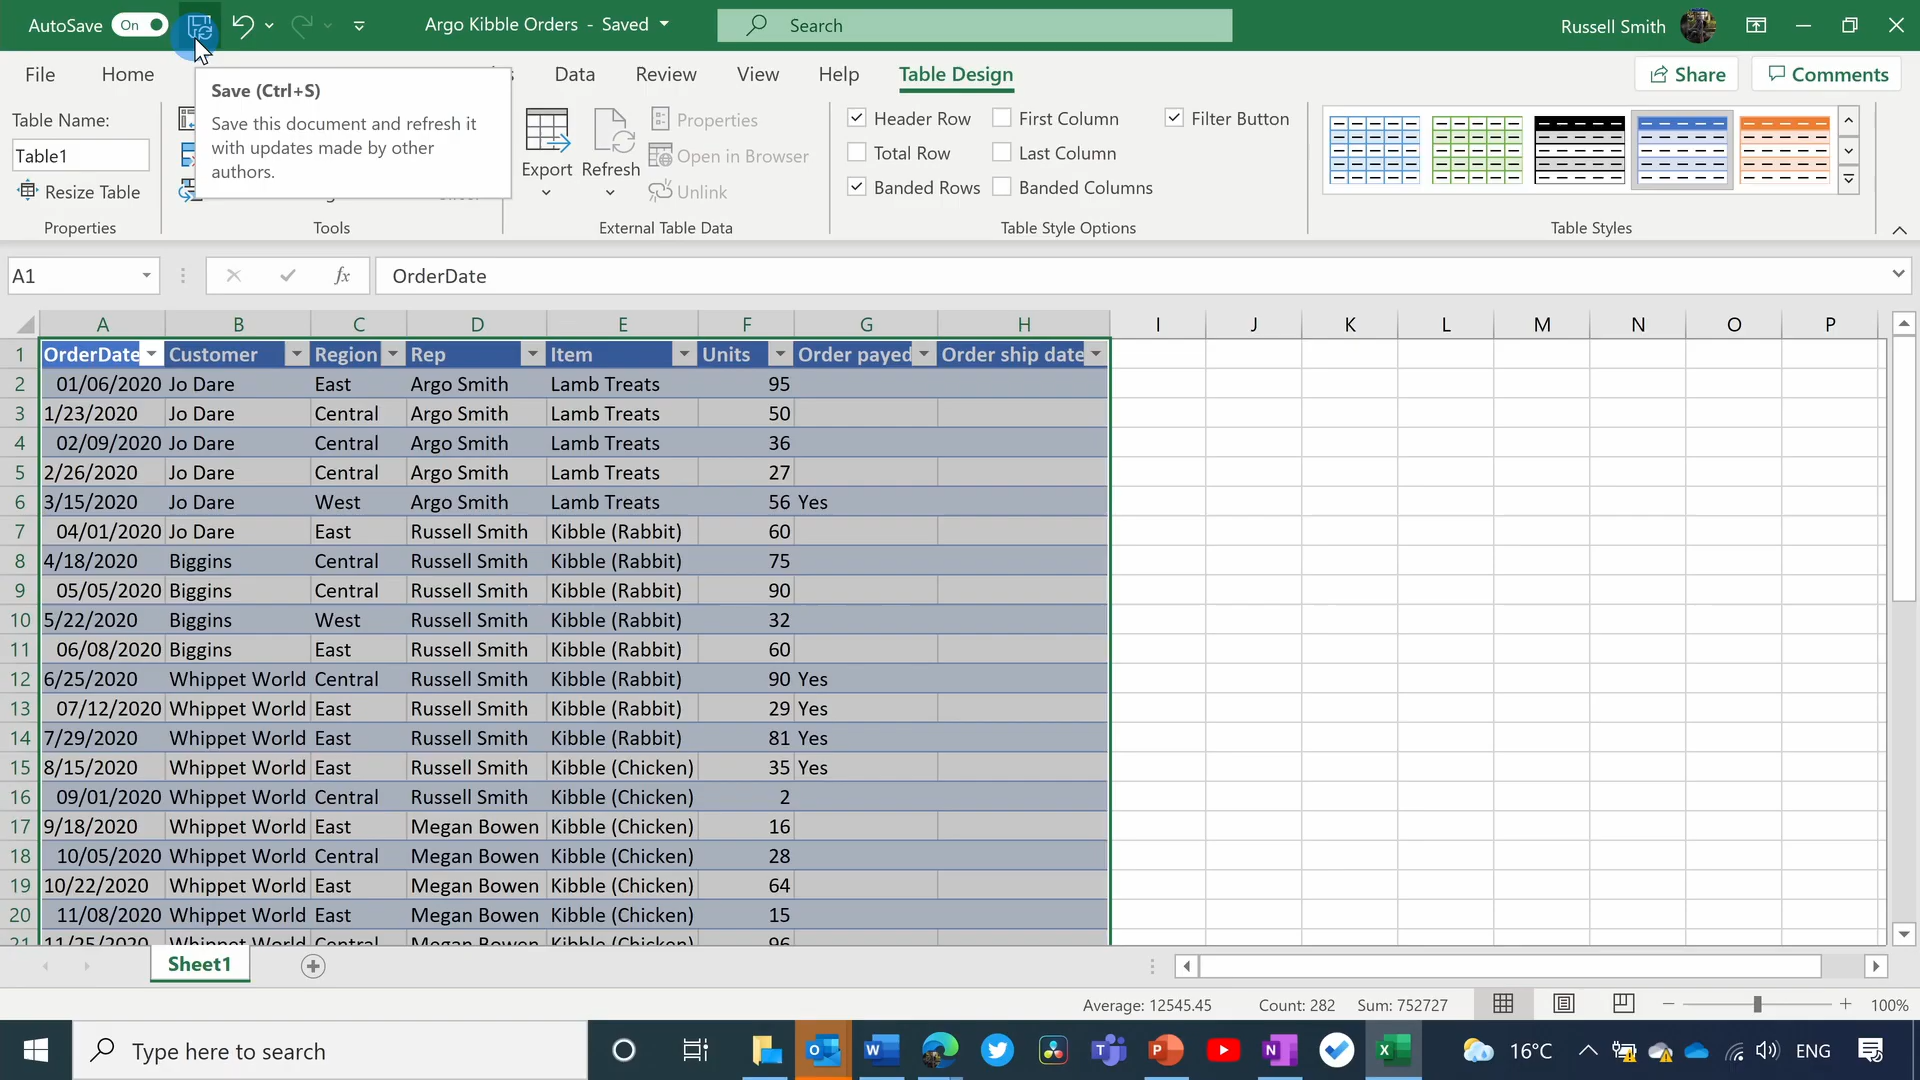 AutoSave On Argo Kibble Orders - Saved Search Russell Smith
File Home Data Review View Help Table Design Share Comments
Save (Ctrl+S)
Save this document and refresh it
with updates made by other
authors.
Table Name:
Table1
Resize Table
Properties
Tools
Export
Refresh
Properties
Open in Browser
Unlink
External Table Data
Header Row First Column Filter Button
Total Row Last Column
Banded Rows Banded Columns
Table Style Options
Table Styles
A1 fx OrderDate
A B C D E F G H I J K L M N O P
1 OrderDate Customer Region Rep Item Units Order payed Order ship date
2 01/06/2020 Jo Dare East Argo Smith Lamb Treats 95
3 1/23/2020 Jo Dare Central Argo Smith Lamb Treats 50
4 02/09/2020 Jo Dare Central Argo Smith Lamb Treats 36
5 2/26/2020 Jo Dare Central Argo Smith Lamb Treats 27
6 3/15/2020 Jo Dare West Argo Smith Lamb Treats 56 Yes
7 04/01/2020 Jo Dare East Russell Smith Kibble (Rabbit) 60
8 4/18/2020 Biggins Central Russell Smith Kibble (Rabbit) 75
9 05/05/2020 Biggins Central Russell Smith Kibble (Rabbit) 90
10 5/22/2020 Biggins West Russell Smith Kibble (Rabbit) 32
11 06/08/2020 Biggins East Russell Smith Kibble (Rabbit) 60
12 6/25/2020 Whippet World Central Russell Smith Kibble (Rabbit) 90 Yes
13 07/12/2020 Whippet World East Russell Smith Kibble (Rabbit) 29 Yes
14 7/29/2020 Whippet World East Russell Smith Kibble (Rabbit) 81 Yes
15 8/15/2020 Whippet World East Russell Smith Kibble (Chicken) 35 Yes
16 09/01/2020 Whippet World Central Russell Smith Kibble (Chicken) 2
17 9/18/2020 Whippet World East Megan Bowen Kibble (Chicken) 16
18 10/05/2020 Whippet World Central Megan Bowen Kibble (Chicken) 28
19 10/22/2020 Whippet World East Megan Bowen Kibble (Chicken) 64
20 11/08/2020 Whippet World East Megan Bowen Kibble (Chicken) 15
21 11/25/2020 Whippet World Central Megan Bowen Kibble (Chicken) 96
Sheet1
Average: 12545.45 Count: 282 Sum: 752727 100%
Type here to search 16°C ENG